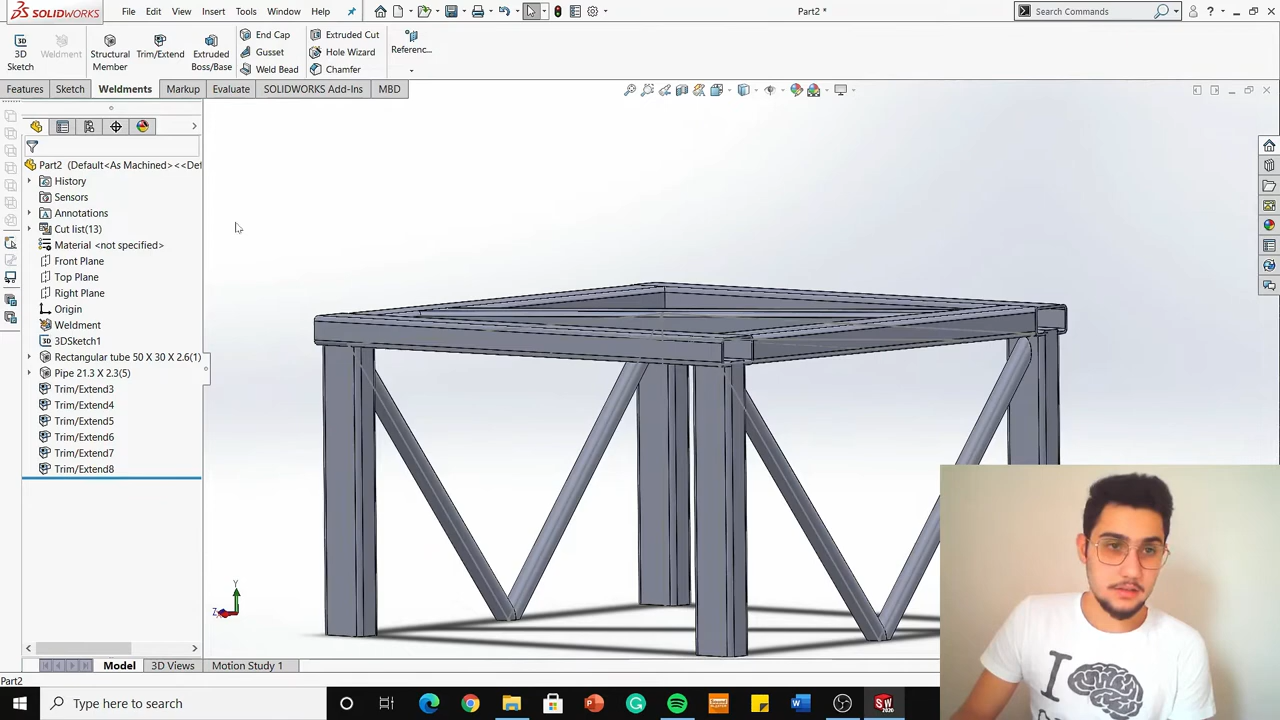 SOLIDWORKS File Edit View Insert Tools Window Help Part2 * Search Commands ?
3D Sketch Weldment Structural Member Trim/Extend Extruded Boss/Base End Cap Gusset Weld Bead Extruded Cut Hole Wizard Chamfer Referenc...
Features Sketch Weldments Markup Evaluate SOLIDWORKS Add-Ins MBD
Part2 (Default<As Machined><<Def
History
Sensors
Annotations
Cut list(13)
Material <not specified>
Front Plane
Top Plane
Right Plane
Origin
Weldment
3DSketch1
Rectangular tube 50 X 30 X 2.6(1)
Pipe 21.3 X 2.3(5)
Trim/Extend3
Trim/Extend4
Trim/Extend5
Trim/Extend6
Trim/Extend7
Trim/Extend8
Y
Z
I
Model 3D Views Motion Study 1
Part2
Type here to search
SW
2020